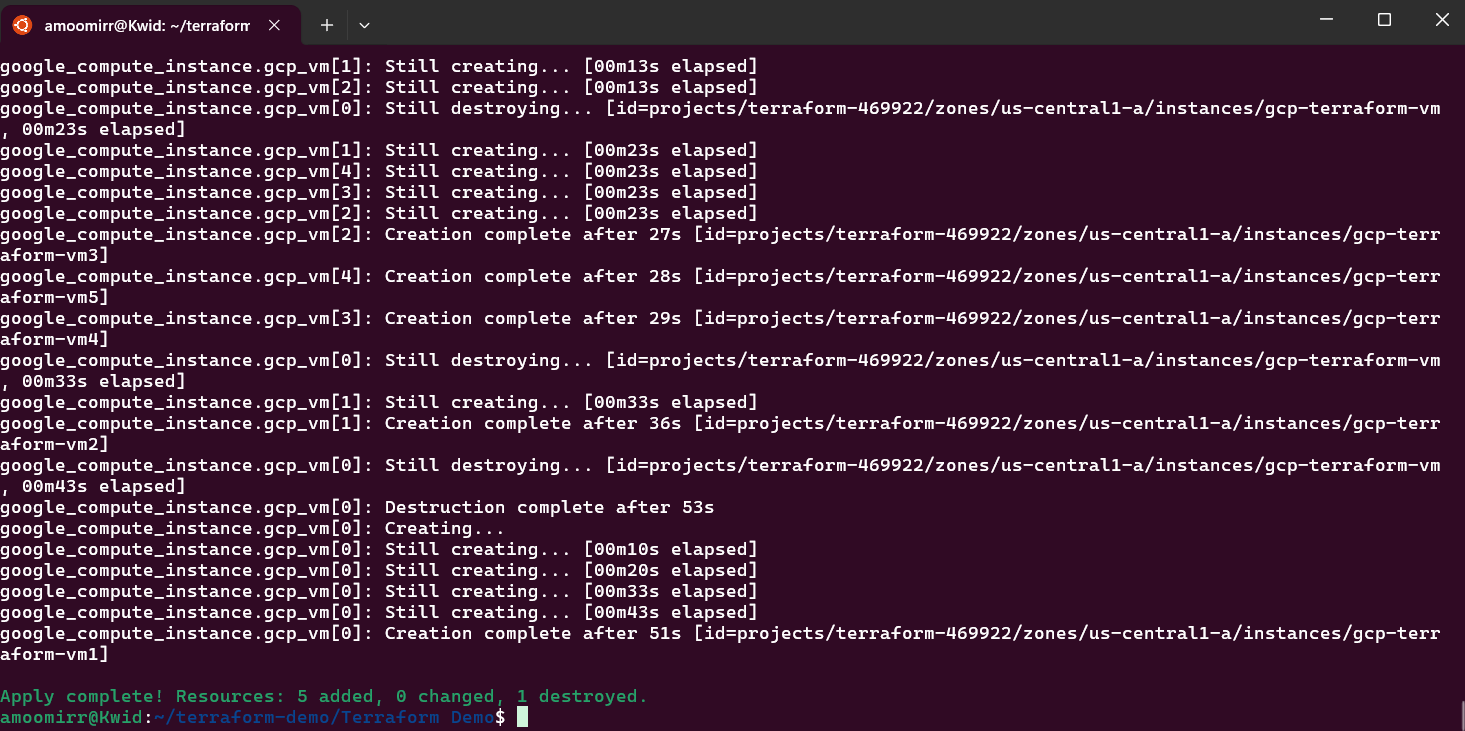 amoomirr@Kwid: ~/terraform
google_compute_instance.gcp_vm[1]: Still creating... [00m13s elapsed]
google_compute_instance.gcp_vm[2]: Still creating... [00m13s elapsed]
google_compute_instance.gcp_vm[0]: Still destroying... [id=projects/terraform-469922/zones/us-central1-a/instances/gcp-terraform-vm
, 00m23s elapsed]
google_compute_instance.gcp_vm[1]: Still creating... [00m23s elapsed]
google_compute_instance.gcp_vm[4]: Still creating... [00m23s elapsed]
google_compute_instance.gcp_vm[3]: Still creating... [00m23s elapsed]
google_compute_instance.gcp_vm[2]: Still creating... [00m23s elapsed]
google_compute_instance.gcp_vm[2]: Creation complete after 27s [id=projects/terraform-469922/zones/us-central1-a/instances/gcp-terr
aform-vm3]
google_compute_instance.gcp_vm[4]: Creation complete after 28s [id=projects/terraform-469922/zones/us-central1-a/instances/gcp-terr
aform-vm5]
google_compute_instance.gcp_vm[3]: Creation complete after 29s [id=projects/terraform-469922/zones/us-central1-a/instances/gcp-terr
aform-vm4]
google_compute_instance.gcp_vm[0]: Still destroying... [id=projects/terraform-469922/zones/us-central1-a/instances/gcp-terraform-vm
, 00m33s elapsed]
google_compute_instance.gcp_vm[1]: Still creating... [00m33s elapsed]
google_compute_instance.gcp_vm[1]: Creation complete after 36s [id=projects/terraform-469922/zones/us-central1-a/instances/gcp-terr
aform-vm2]
google_compute_instance.gcp_vm[0]: Still destroying... [id=projects/terraform-469922/zones/us-central1-a/instances/gcp-terraform-vm
, 00m43s elapsed]
google_compute_instance.gcp_vm[0]: Destruction complete after 53s
google_compute_instance.gcp_vm[0]: Creating...
google_compute_instance.gcp_vm[0]: Still creating... [00m10s elapsed]
google_compute_instance.gcp_vm[0]: Still creating... [00m20s elapsed]
google_compute_instance.gcp_vm[0]: Still creating... [00m33s elapsed]
google_compute_instance.gcp_vm[0]: Still creating... [00m43s elapsed]
google_compute_instance.gcp_vm[0]: Creation complete after 51s [id=projects/terraform-469922/zones/us-central1-a/instances/gcp-terr
aform-vm1]
Apply complete! Resources: 5 added, 0 changed, 1 destroyed.
amoomirr@Kwid:~/terraform-demo/Terraform Demo$